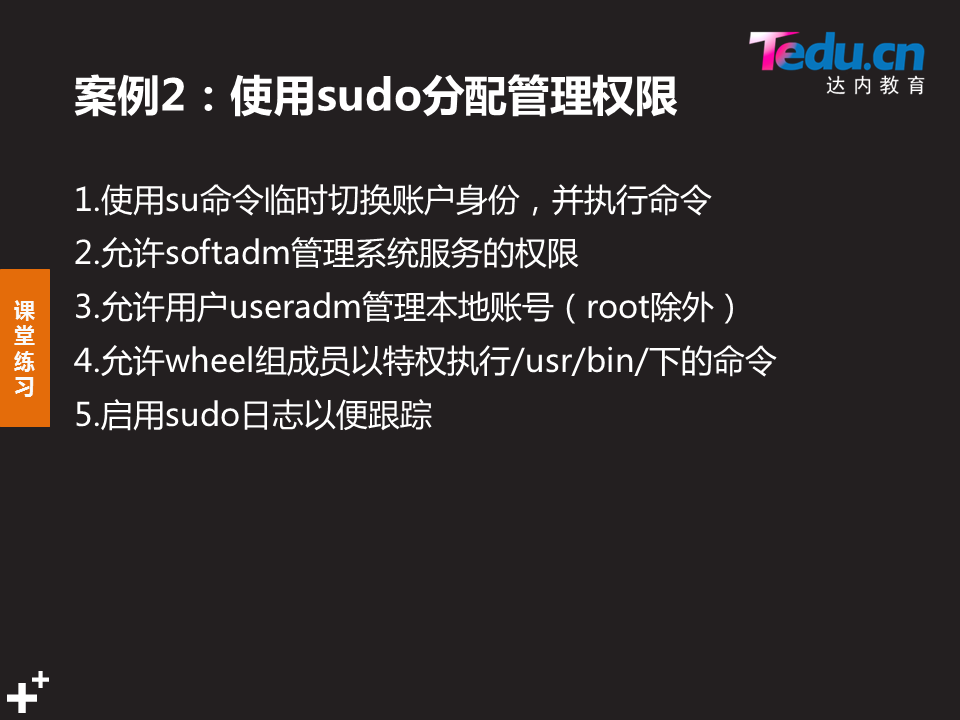 Tedu.cn
达内教育
案例2：使用sudo分配管理权限
1.使用su命令临时切换账户身份，并执行命令
2.允许softadm管理系统服务的权限
3.允许用户useradm管理本地账号（root除外）
4.允许wheel组成员以特权执行/usr/bin/下的命令
5.启用sudo日志以便跟踪
课
堂
练
习